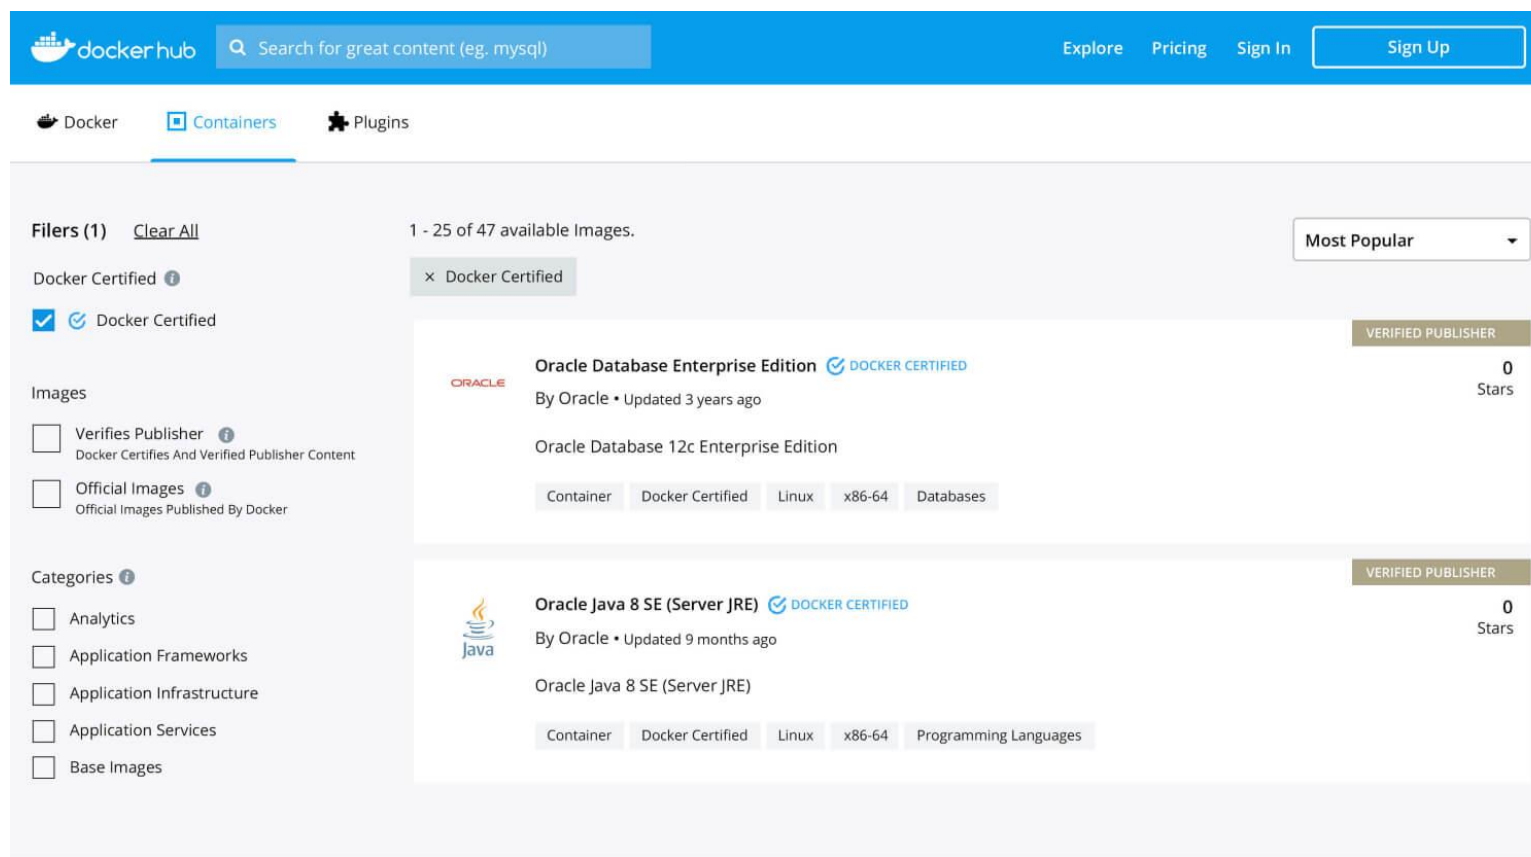 docker hub
Search for great content (eg. mysql)
Explore
Pricing
Sign In
Sign Up
Docker
Containers
Plugins
Filers (1)
Clear All
Docker Certified
Docker Certified
Images
Verifies Publisher
Docker Certifies And Verified Publisher Content
Official Images
Official Images Published By Docker
Categories
Analytics
Application Frameworks
Application Infrastructure
Application Services
Base Images
1 - 25 of 47 available Images.
Most Popular
× Docker Certified
VERIFIED PUBLISHER
ORACLE
Oracle Database Enterprise Edition DOCKER CERTIFIED
0
Stars
By Oracle • Updated 3 years ago
Oracle Database 12c Enterprise Edition
Container Docker Certified Linux x86-64 Databases
VERIFIED PUBLISHER
Java
Oracle Java 8 SE (Server JRE) DOCKER CERTIFIED
0
Stars
By Oracle • Updated 9 months ago
Oracle Java 8 SE (Server JRE)
Container Docker Certified Linux x86-64 Programming Languages